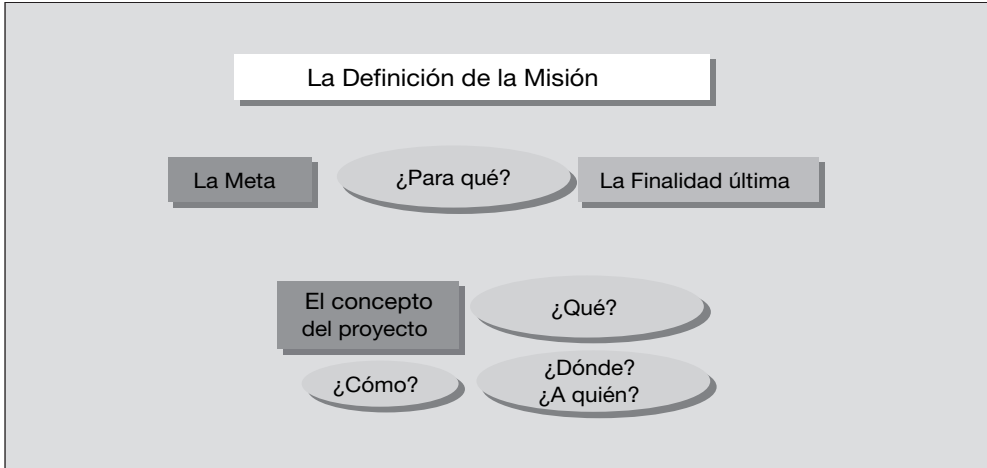 La Definición de la Misión
La Meta
¿Para qué?
La Finalidad última
El concepto
del proyecto
¿Qué?
¿Cómo?
¿Dónde?
¿A quién?